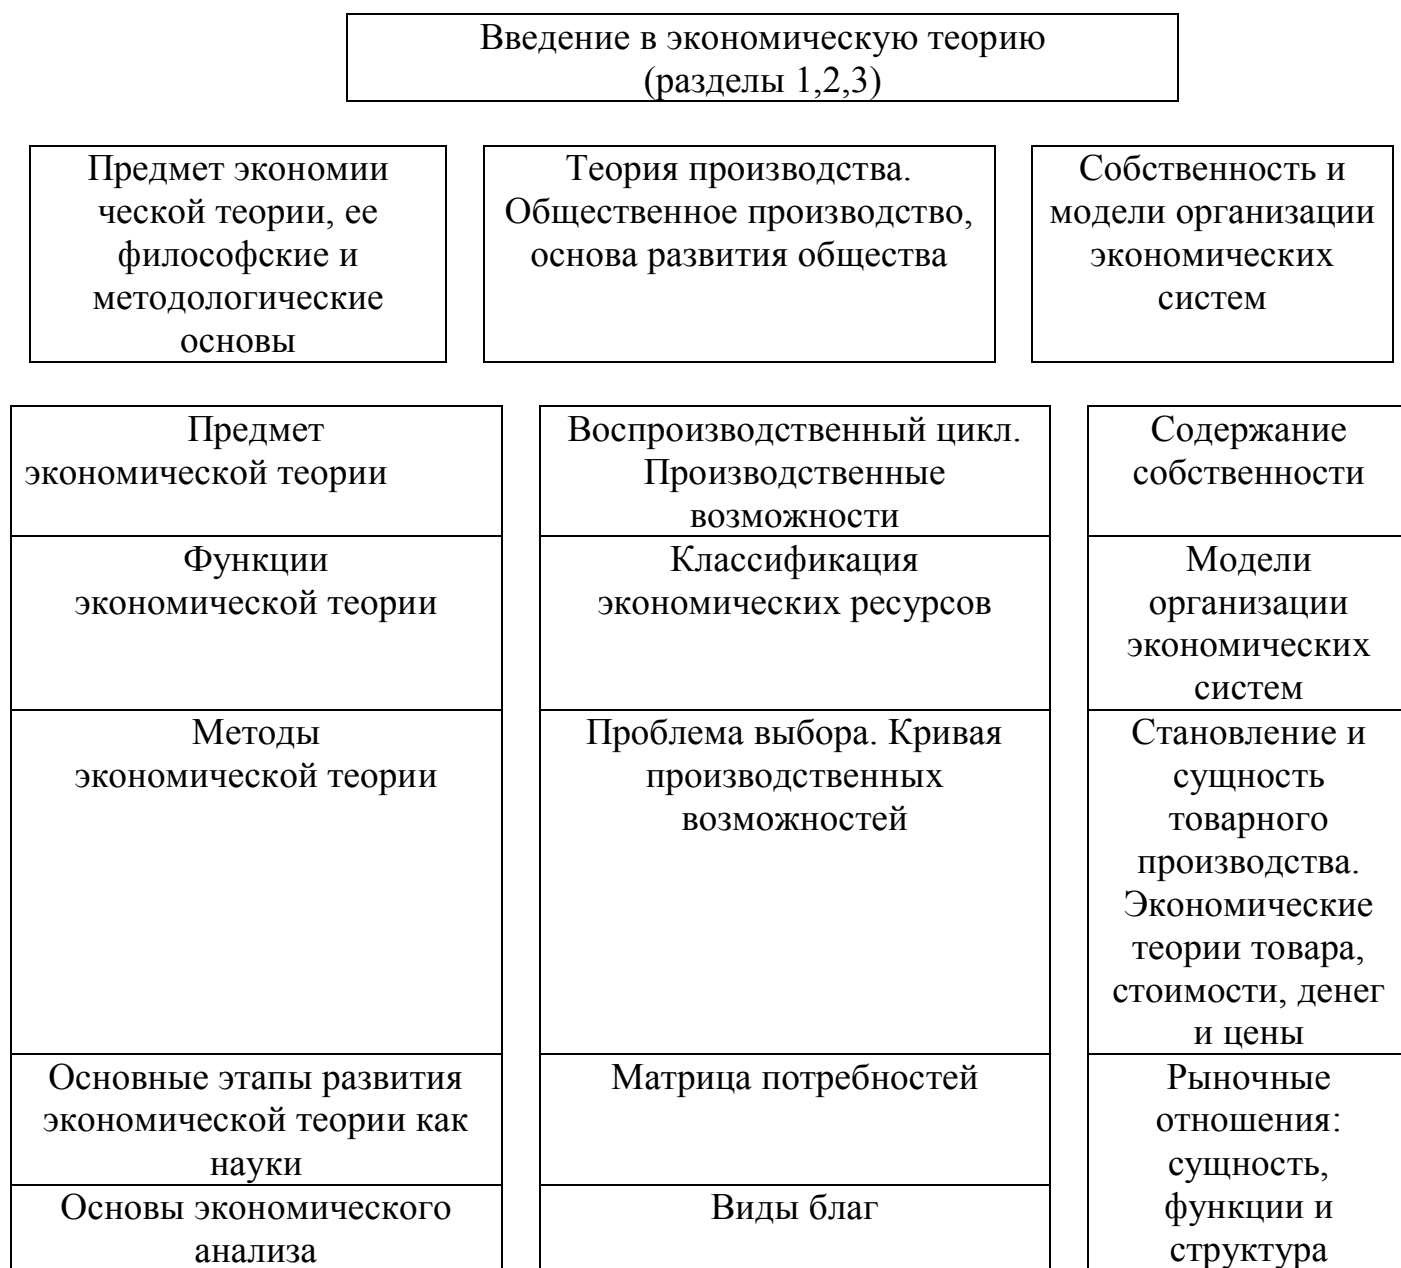 Введение в экономическую теорию
(разделы 1,2,3)
Предмет экономии
ческой теории, ее
философские и
методологические
основы
Теория производства.
Общественное производство,
основа развития общества
Собственность и
модели организации
экономических
систем
Предмет
экономической теории
Функции
экономической теории
Методы
экономической теории
Основные этапы развития
экономической теории как
науки
Основы экономического
анализа
Воспроизводственный цикл.
Производственные
возможности
Классификация
экономических ресурсов
Проблема выбора. Кривая
производственных
возможностей
Матрица потребностей
Виды благ
Содержание
собственности
Модели
организации
экономических
систем
Становление и
сущность
товарного
производства.
Экономические
теории товара,
стоимости, денег
и цены
Рыночные
отношения:
сущность,
функции и
структура